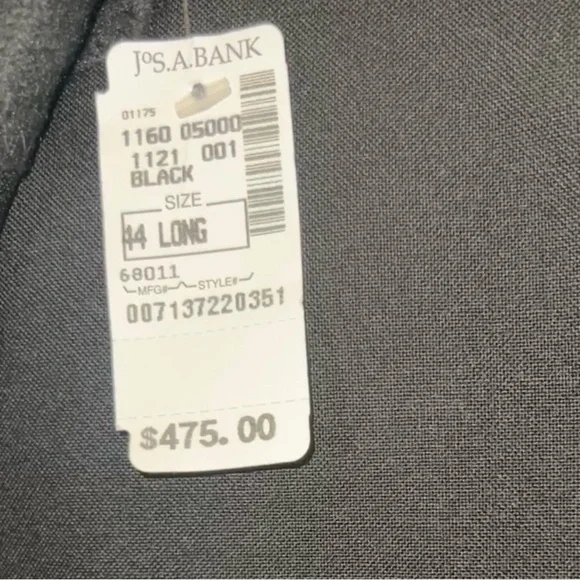 JOS.A.BANK
01175
1160 05000
1121 001
BLACK
SIZE
44 LONG
68011
MFG# STYLE#
007137220351
$475.00